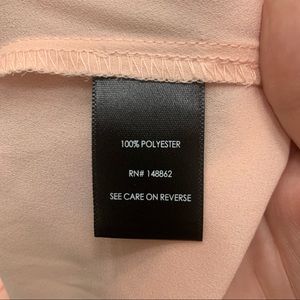 100% POLYESTER
RN# 148862
SEE CARE ON REVERSE